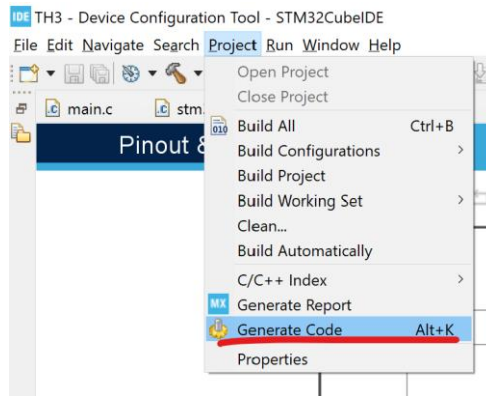 IDE TH3 - Device Configuration Tool - STM32CubeIDE
File Edit Navigate Search Project Run Window Help
Open Project
Close Project
main.c stm
010 Build All Ctrl+B
Pinout &
Build Configurations
Build Project
Build Working Set
Clean...
Build Automatically
C/C++ Index
MX Generate Report
Generate Code Alt+K
Properties